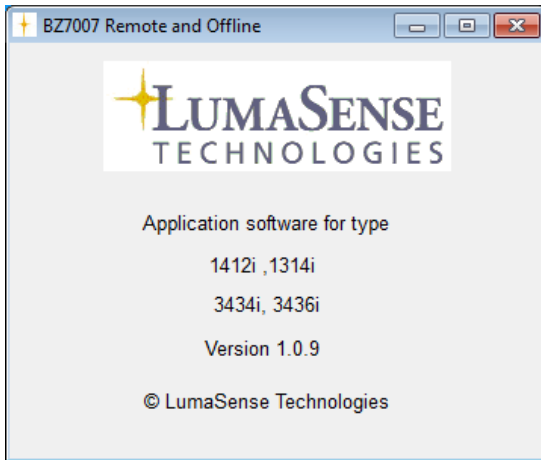 BZ7007 Remote and Offline
LUMASENSE
TECHNOLOGIES
Application software for type
1412i ,1314i
3434i, 3436i
Version 1.0.9
© LumaSense Technologies